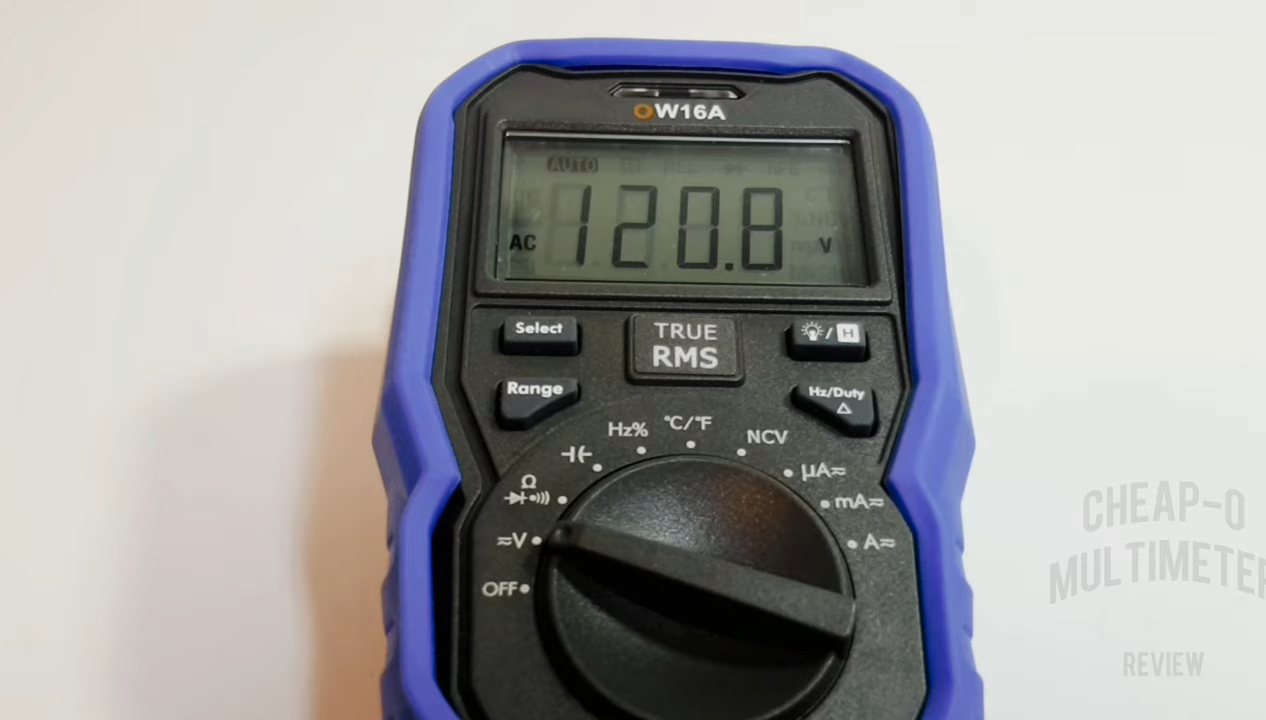 OW16A
AUTO
AC 120.8 V
Select
TRUE
RMS
H
Range
Hz/Duty
Δ
Hz%
°C/°F
NCV
μA≂
Ω
mA≂
≂V
A≂
OFF
CHEAP-O
MULTIMETER
REVIEW